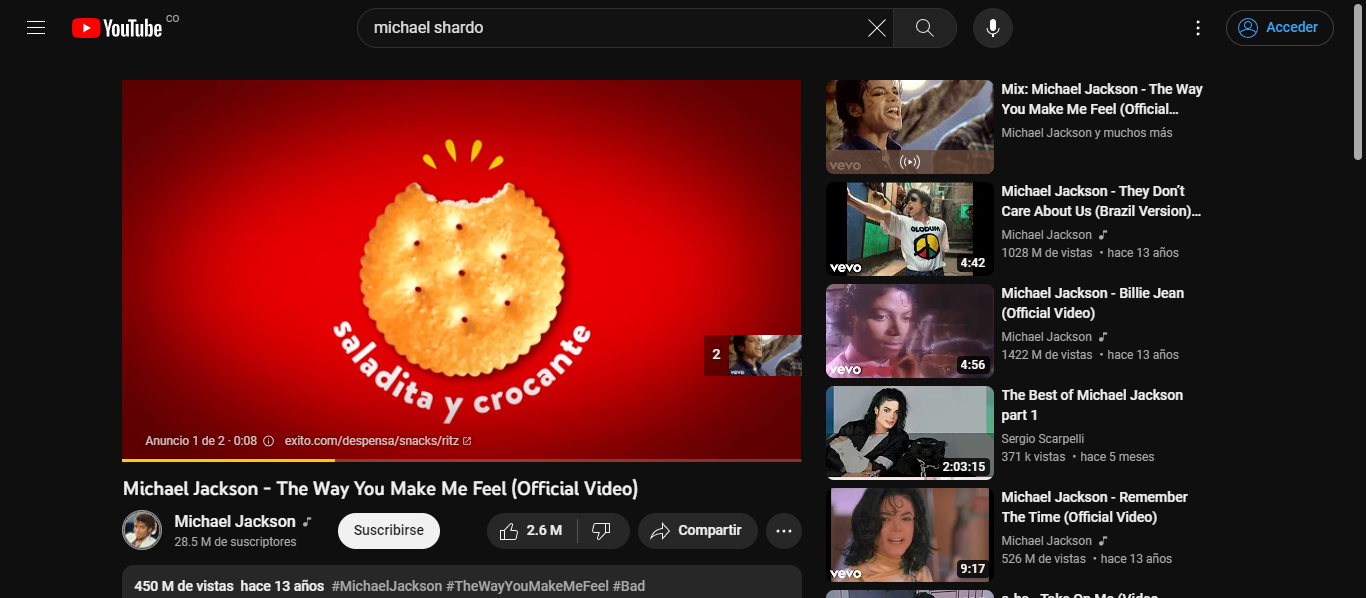 YouTube CO
michael shardo
Acceder
saladita y crocante
2
vevo
Anuncio 1 de 2 · 0:08
exito.com/despensa/snacks/ritz
Michael Jackson - The Way You Make Me Feel (Official Video)
Michael Jackson
28.5 M de suscriptores
Suscribirse
2.6 M
Compartir
450 M de vistas hace 13 años #MichaelJackson #TheWayYouMakeMeFeel #Bad
vevo
Mix: Michael Jackson - The Way
You Make Me Feel (Official...
Michael Jackson y muchos más
OLODUM
vevo
4:42
Michael Jackson - They Don't
Care About Us (Brazil Version)...
Michael Jackson
1028 M de vistas • hace 13 años
vevo
4:56
Michael Jackson - Billie Jean
(Official Video)
Michael Jackson
1422 M de vistas • hace 13 años
2:03:15
The Best of Michael Jackson
part 1
Sergio Scarpelli
371 k vistas • hace 5 meses
vevo
9:17
Michael Jackson - Remember
The Time (Official Video)
Michael Jackson
526 M de vistas • hace 13 años
a-ha - Take On Me (Video